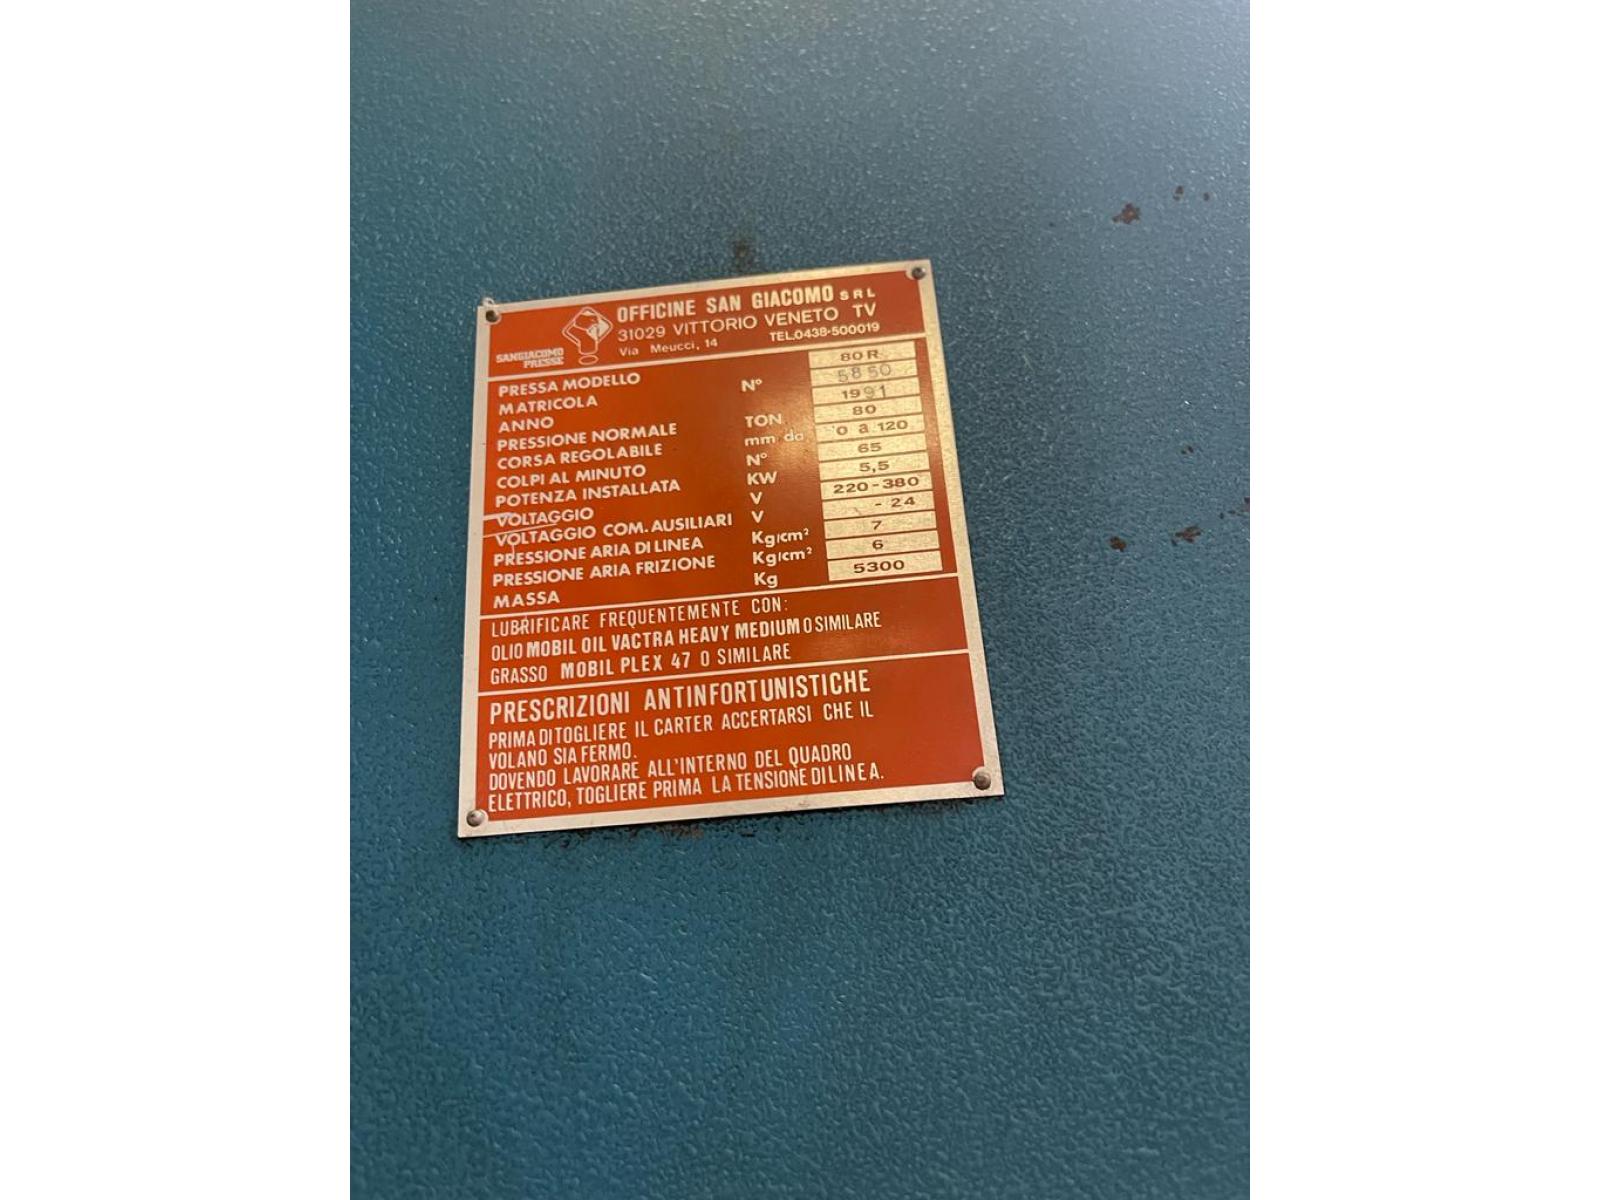 OFFICINE SAN GIACOMO SRL
31029 VITTORIO VENETO TV
Via Meucci, 14 TEL.0438-500019
SANGIACOMO
PRESSE
PRESSA MODELLO 80 R
MATRICOLA N° 5850
ANNO 1991
PRESSIONE NORMALE TON 80
CORSA REGOLABILE mm da 0 a 120
COLPI AL MINUTO N° 65
POTENZA INSTALLATA KW 5,5
VOLTAGGIO V 220-380
VOLTAGGIO COM. AUSILIARI V - 24
PRESSIONE ARIA DI LINEA Kg/cm² 7
PRESSIONE ARIA FRIZIONE Kg/cm² 6
MASSA Kg 5300
LUBRIFICARE FREQUENTEMENTE CON:
OLIO MOBIL OIL VACTRA HEAVY MEDIUM O SIMILARE
GRASSO MOBIL PLEX 47 O SIMILARE
PRESCRIZIONI ANTINFORTUNISTICHE
PRIMA DI TOGLIERE IL CARTER ACCERTARSI CHE IL
VOLANO SIA FERMO.
DOVENDO LAVORARE ALL'INTERNO DEL QUADRO
ELETTRICO, TOGLIERE PRIMA LA TENSIONE DI LINEA.